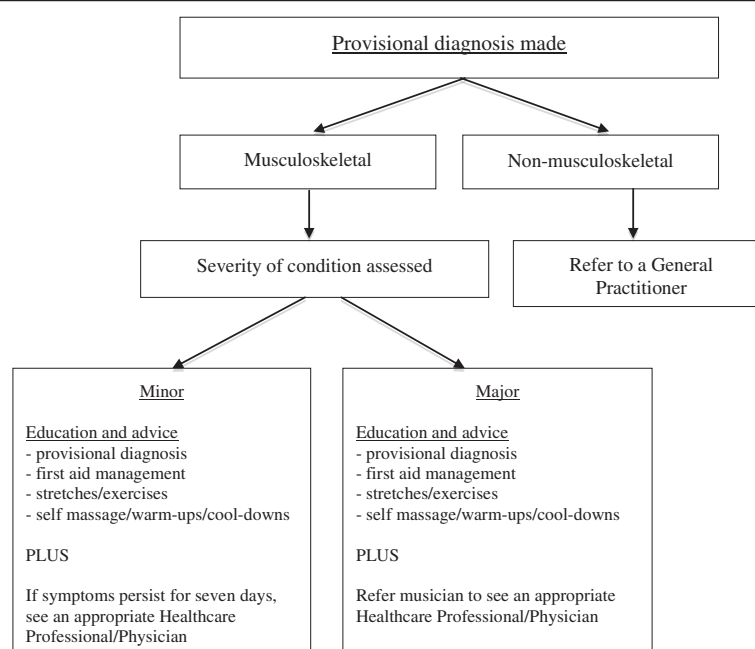 Provisional diagnosis made
Musculoskeletal
Non-musculoskeletal
Severity of condition assessed
Refer to a General
Practitioner
Minor
Education and advice
- provisional diagnosis
- first aid management
- stretches/exercises
- self massage/warm-ups/cool-downs
PLUS
If symptoms persist for seven days,
see an appropriate Healthcare
Professional/Physician
Major
Education and advice
- provisional diagnosis
- first aid management
- stretches/exercises
- self massage/warm-ups/cool-downs
PLUS
Refer musician to see an appropriate
Healthcare Professional/Physician